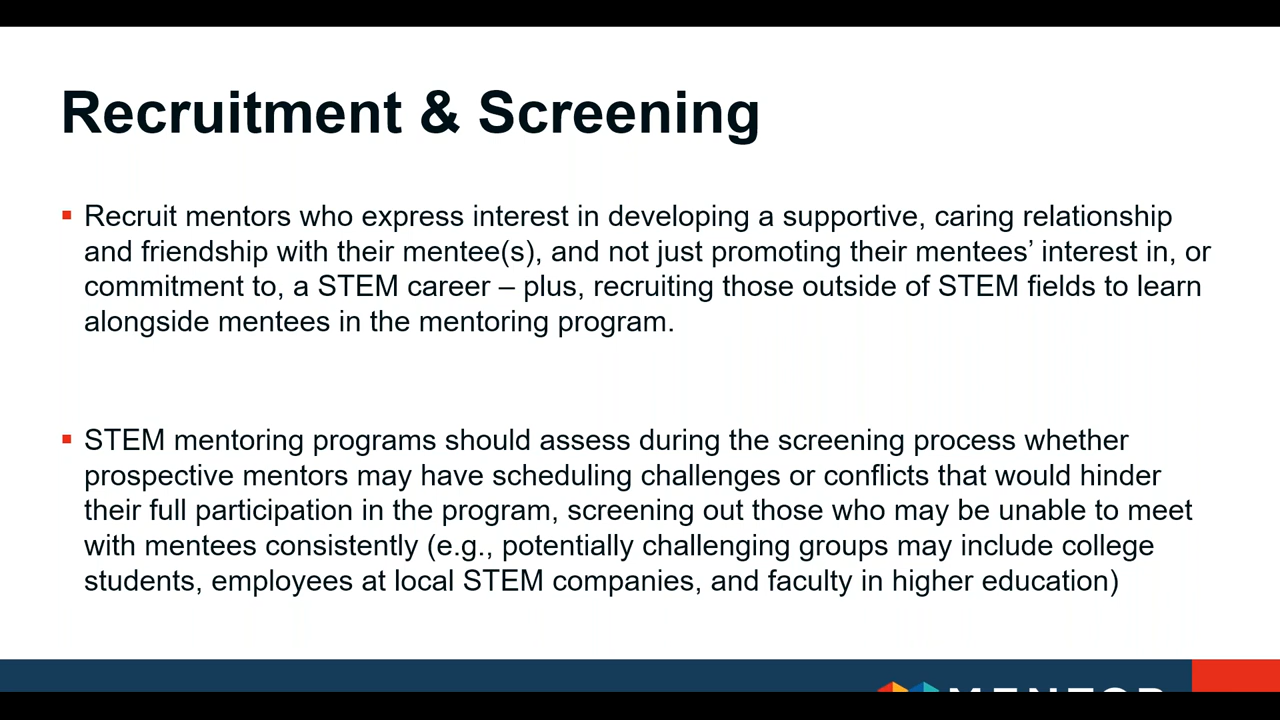 Recruitment & Screening
▪ Recruit mentors who express interest in developing a supportive, caring relationship
and friendship with their mentee(s), and not just promoting their mentees’ interest in, or
commitment to, a STEM career – plus, recruiting those outside of STEM fields to learn
alongside mentees in the mentoring program.
▪ STEM mentoring programs should assess during the screening process whether
prospective mentors may have scheduling challenges or conflicts that would hinder
their full participation in the program, screening out those who may be unable to meet
with mentees consistently (e.g., potentially challenging groups may include college
students, employees at local STEM companies, and faculty in higher education)
MENTOR